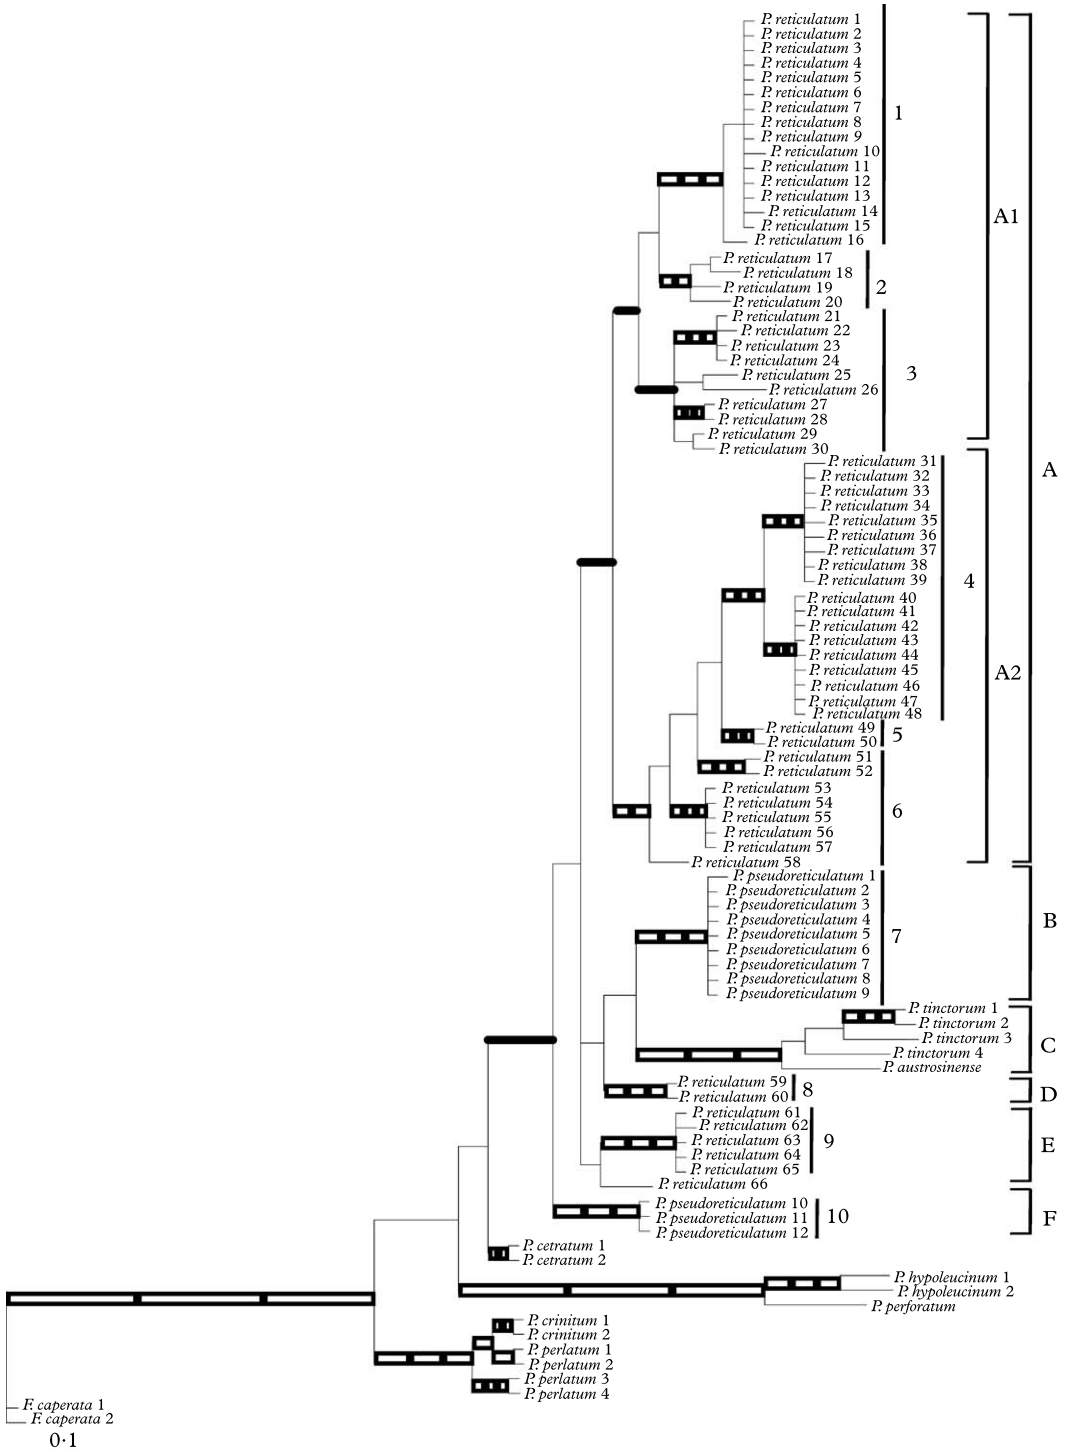 P. reticulatum 1
P. reticulatum 2
P. reticulatum 3
P. reticulatum 4
P. reticulatum 5
P. reticulatum 6
P. reticulatum 7
P. reticulatum 8
P. reticulatum 9
P. reticulatum 10
P. reticulatum 11
P. reticulatum 12
P. reticulatum 13
P. reticulatum 14
P. reticulatum 15
P. reticulatum 16
1
P. reticulatum 17
P. reticulatum 18
P. reticulatum 19
P. reticulatum 20
2
P. reticulatum 21
P. reticulatum 22
P. reticulatum 23
P. reticulatum 24
P. reticulatum 25
P. reticulatum 26
P. reticulatum 27
P. reticulatum 28
P. reticulatum 29
P. reticulatum 30
3
A1
P. reticulatum 31
P. reticulatum 32
P. reticulatum 33
P. reticulatum 34
P. reticulatum 35
P. reticulatum 36
P. reticulatum 37
P. reticulatum 38
P. reticulatum 39
P. reticulatum 40
P. reticulatum 41
P. reticulatum 42
P. reticulatum 43
P. reticulatum 44
P. reticulatum 45
P. reticulatum 46
P. reticulatum 47
P. reticulatum 48
4
P. reticulatum 49
P. reticulatum 50
5
P. reticulatum 51
P. reticulatum 52
P. reticulatum 53
P. reticulatum 54
P. reticulatum 55
P. reticulatum 56
P. reticulatum 57
P. reticulatum 58
6
A2
A
P. pseudoreticulatum 1
P. pseudoreticulatum 2
P. pseudoreticulatum 3
P. pseudoreticulatum 4
P. pseudoreticulatum 5
P. pseudoreticulatum 6
P. pseudoreticulatum 7
P. pseudoreticulatum 8
P. pseudoreticulatum 9
7
B
P. tinctorum 1
P. tinctorum 2
P. tinctorum 3
P. tinctorum 4
P. austrosinense
C
P. reticulatum 59
P. reticulatum 60
8
D
P. reticulatum 61
P. reticulatum 62
P. reticulatum 63
P. reticulatum 64
P. reticulatum 65
9
P. reticulatum 66
E
P. pseudoreticulatum 10
P. pseudoreticulatum 11
P. pseudoreticulatum 12
10
F
P. cetratum 1
P. cetratum 2
P. hypoleucinum 1
P. hypoleucinum 2
P. perforatum
P. crinitum 1
P. crinitum 2
P. perlatum 1
P. perlatum 2
P. perlatum 3
P. perlatum 4
F. caperata 1
F. caperata 2
0·1